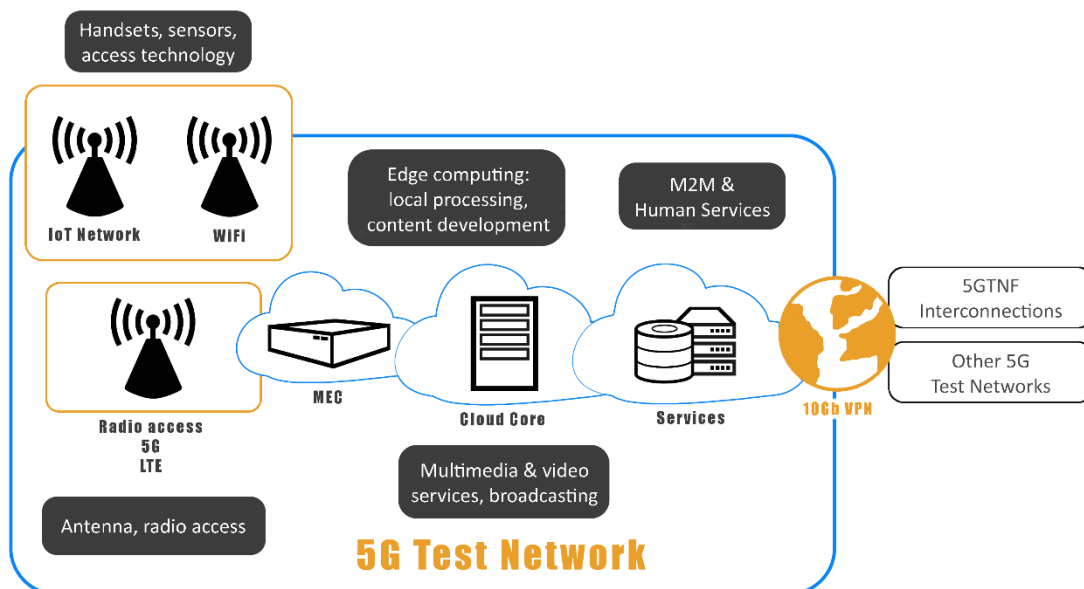 Handsets, sensors,
access technology
IoT Network
WiFi
Edge computing:
local processing,
content development
M2M &
Human Services
Radio access
5G
LTE
MEC
Cloud Core
Services
10Gb VPN
5GTNF
Interconnections
Other 5G
Test Networks
Antenna, radio access
Multimedia & video
services, broadcasting
5G Test Network